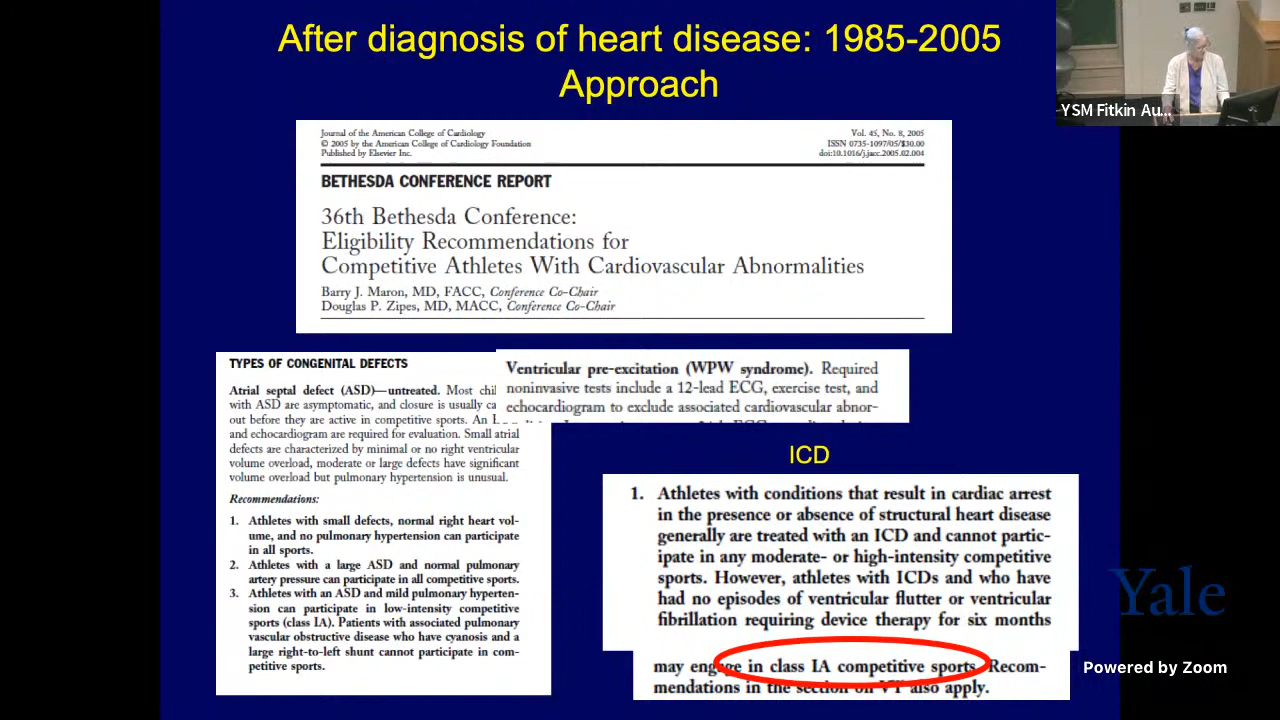 After diagnosis of heart disease: 1985-2005
Approach
YSM Fitkin Au...
Journal of the American College of Cardiology
© 2005 by the American College of Cardiology Foundation
Published by Elsevier Inc.
Vol. 45, No. 8, 2005
ISSN 0735-1097/05/$30.00
doi:10.1016/j.jacc.2005.02.004
BETHESDA CONFERENCE REPORT
36th Bethesda Conference:
Eligibility Recommendations for
Competitive Athletes With Cardiovascular Abnormalities
Barry J. Maron, MD, FACC, Conference Co-Chair
Douglas P. Zipes, MD, MACC, Conference Co-Chair
TYPES OF CONGENITAL DEFECTS
Atrial septal defect (ASD)—untreated. Most chil
with ASD are asymptomatic, and closure is usually ca
out before they are active in competitive sports. An
and echocardiogram are required for evaluation. Small atrial
defects are characterized by minimal or no right ventricular
volume overload, moderate or large defects have significant
volume overload but pulmonary hypertension is unusual.
Recommendations:
1. Athletes with small defects, normal right heart vol-
ume, and no pulmonary hypertension can participate
in all sports.
2. Athletes with a large ASD and normal pulmonary
artery pressure can participate in all competitive sports.
3. Athletes with an ASD and mild pulmonary hyperten-
sion can participate in low-intensity competitive
sports (class IA). Patients with associated pulmonary
vascular obstructive disease who have cyanosis and a
large right-to-left shunt cannot participate in com-
petitive sports.
Ventricular pre-excitation (WPW syndrome). Required
noninvasive tests include a 12-lead ECG, exercise test, and
echocardiogram to exclude associated cardiovascular abnor-
ICD
1. Athletes with conditions that result in cardiac arrest
in the presence or absence of structural heart disease
generally are treated with an ICD and cannot partic-
ipate in any moderate- or high-intensity competitive
sports. However, athletes with ICDs and who have
had no episodes of ventricular flutter or ventricular
fibrillation requiring device therapy for six months
may engage in class IA competitive sports. Recom-
mendations in the section on VT also apply.
Yale
Powered by Zoom